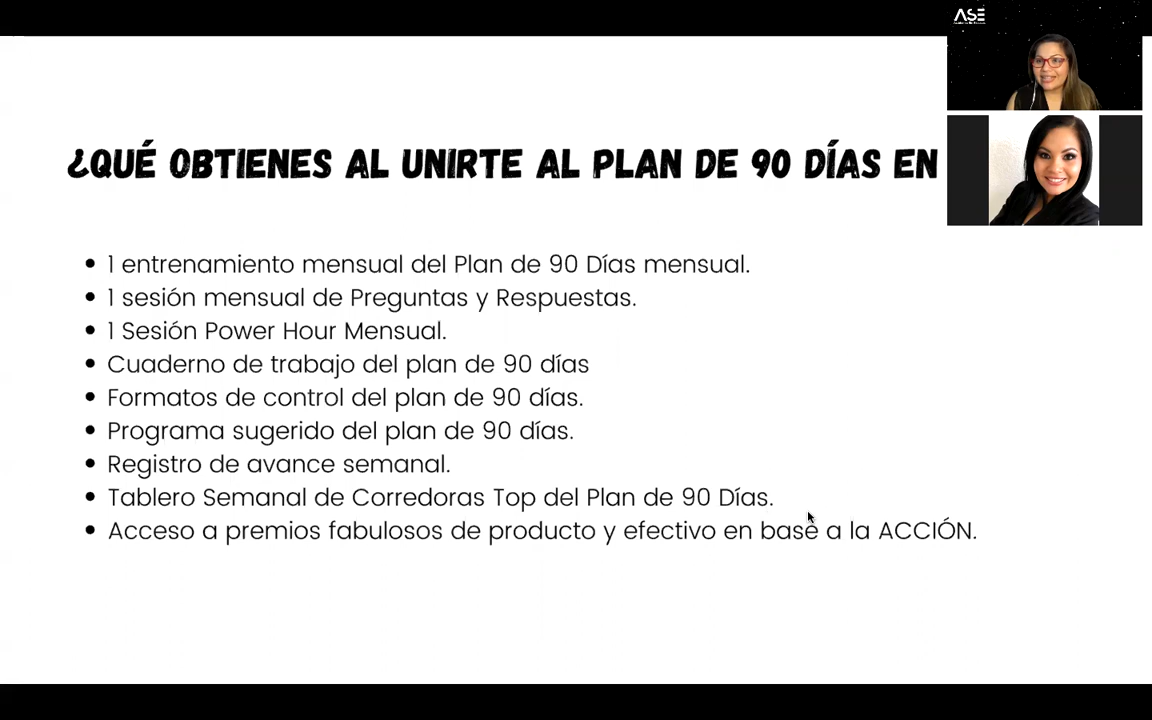 ASE
¿QUÉ OBTIENES AL UNIRTE AL PLAN DE 90 DÍAS EN
• 1 entrenamiento mensual del Plan de 90 Días mensual.
• 1 sesión mensual de Preguntas y Respuestas.
• 1 Sesión Power Hour Mensual.
• Cuaderno de trabajo del plan de 90 días
• Formatos de control del plan de 90 días.
• Programa sugerido del plan de 90 días.
• Registro de avance semanal.
• Tablero Semanal de Corredoras Top del Plan de 90 Días.
• Acceso a premios fabulosos de producto y efectivo en base a la ACCIÓN.